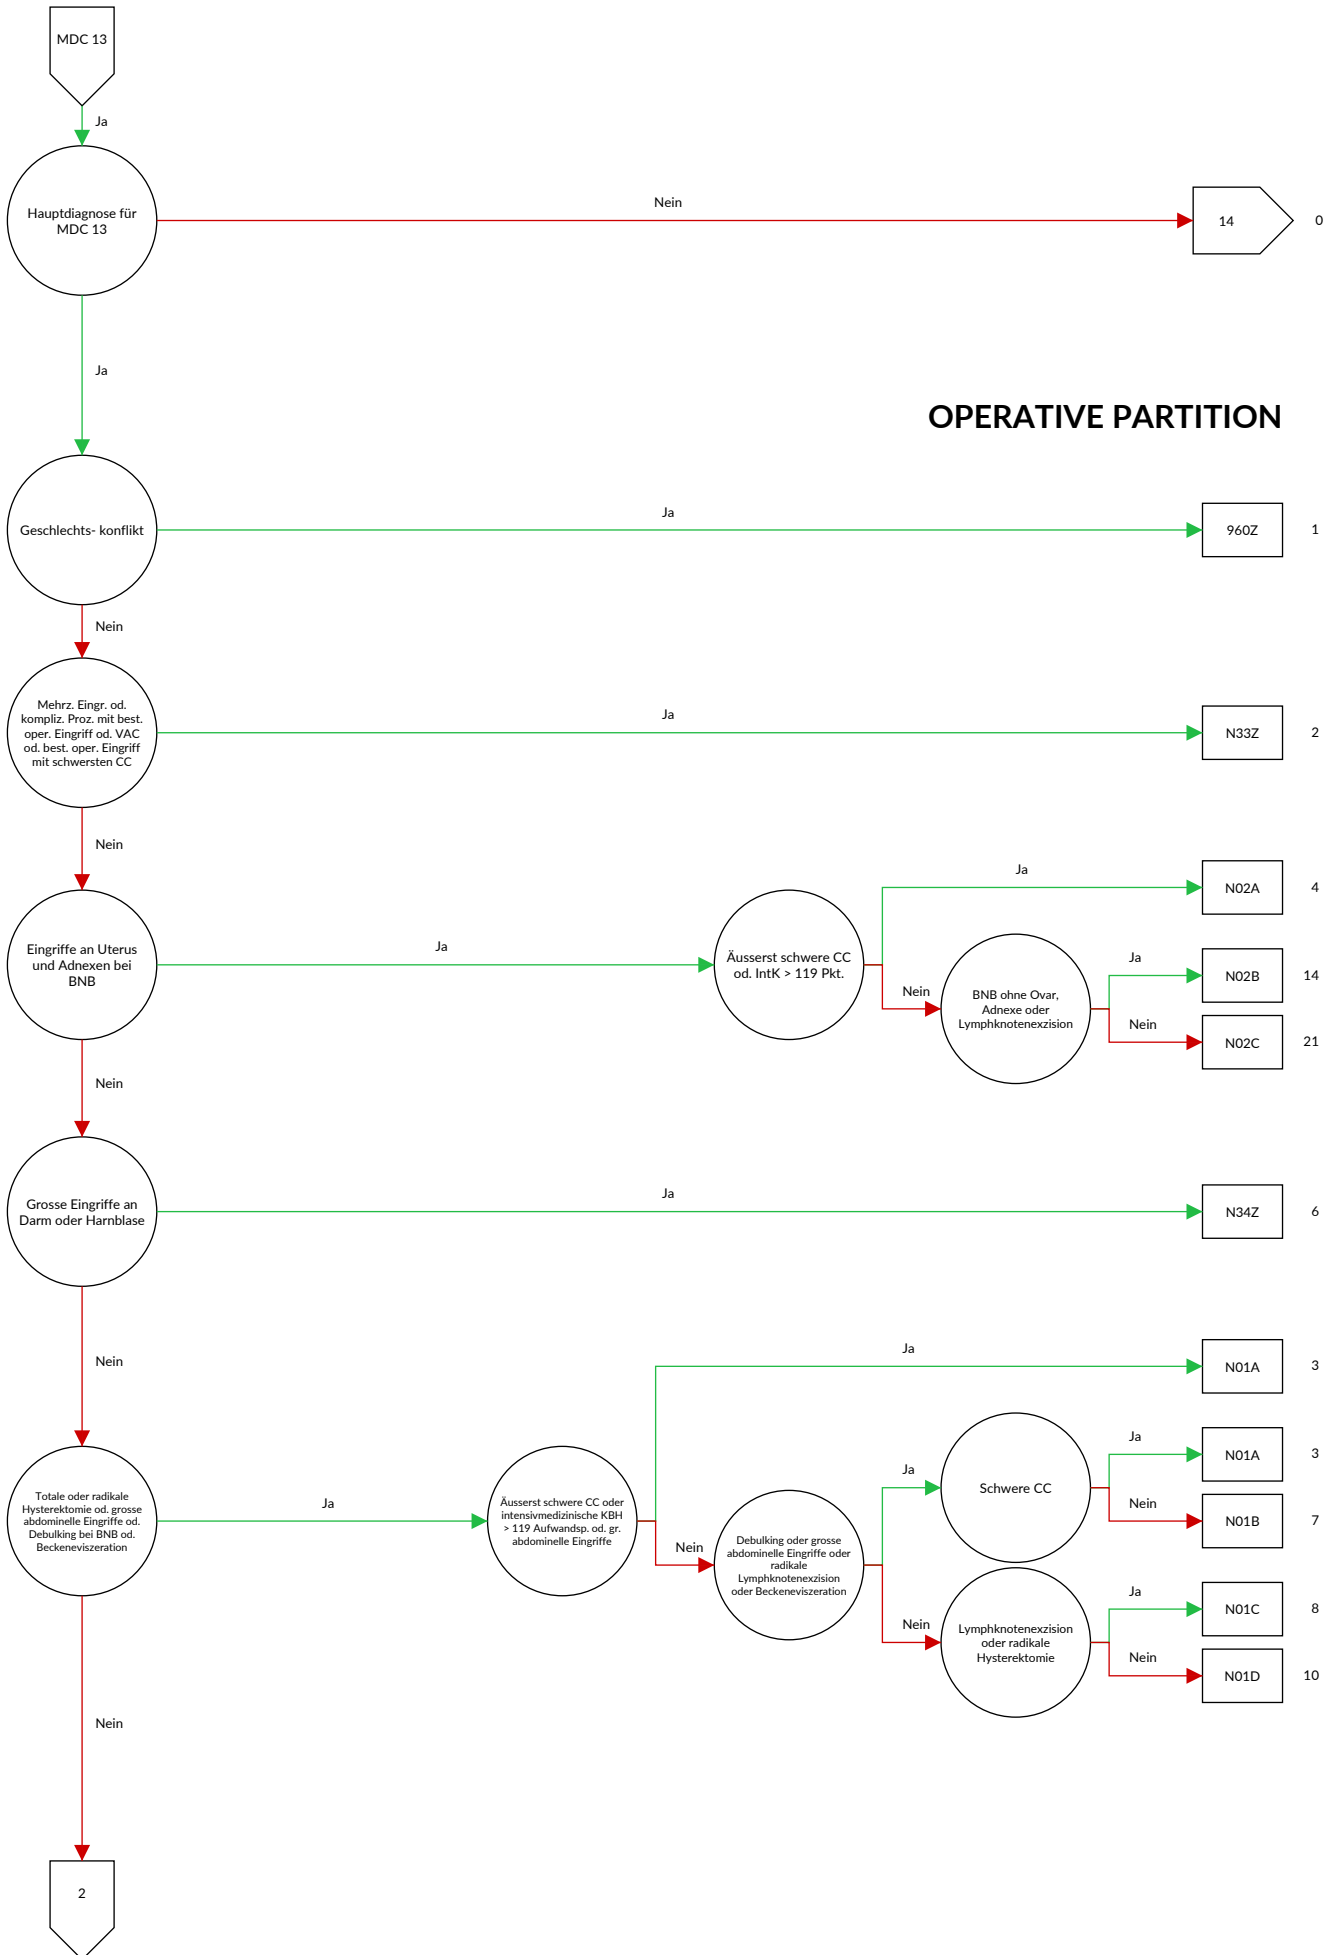 MDC 13
Ja
Hauptdiagnose für
MDC 13
Nein
14
0
Ja
OPERATIVE PARTITION
Geschlechts- konflikt
Ja
960Z
1
Nein
Mehrz. Eingr. od.
kompliz. Proz. mit best.
oper. Eingriff od. VAC
od. best. oper. Eingriff
mit schwersten CC
Ja
N33Z
2
Nein
Eingriffe an Uterus
und Adnexen bei
BNB
Ja
Äusserst schwere CC
od. IntK > 119 Pkt.
Ja
N02A
4
Nein
BNB ohne Ovar,
Adnexe oder
Lymphknotenexzision
Ja
N02B
14
Nein
N02C
21
Nein
Grosse Eingriffe an
Darm oder Harnblase
Ja
N34Z
6
Nein
Totale oder radikale
Hysterektomie od. grosse
abdominelle Eingriffe od.
Debulking bei BNB od.
Beckeneviszeration
Ja
Äusserst schwere CC oder
intensivmedizinische KBH
> 119 Aufwandsp. od. gr.
abdominelle Eingriffe
Ja
N01A
3
Nein
Debulking oder grosse
abdominelle Eingriffe oder
radikale
Lymphknotenexzision
oder Beckeneviszeration
Ja
Schwere CC
Ja
N01A
3
Nein
N01B
7
Nein
Lymphknotenexzision
oder radikale
Hysterektomie
Ja
N01C
8
Nein
N01D
10
Nein
2